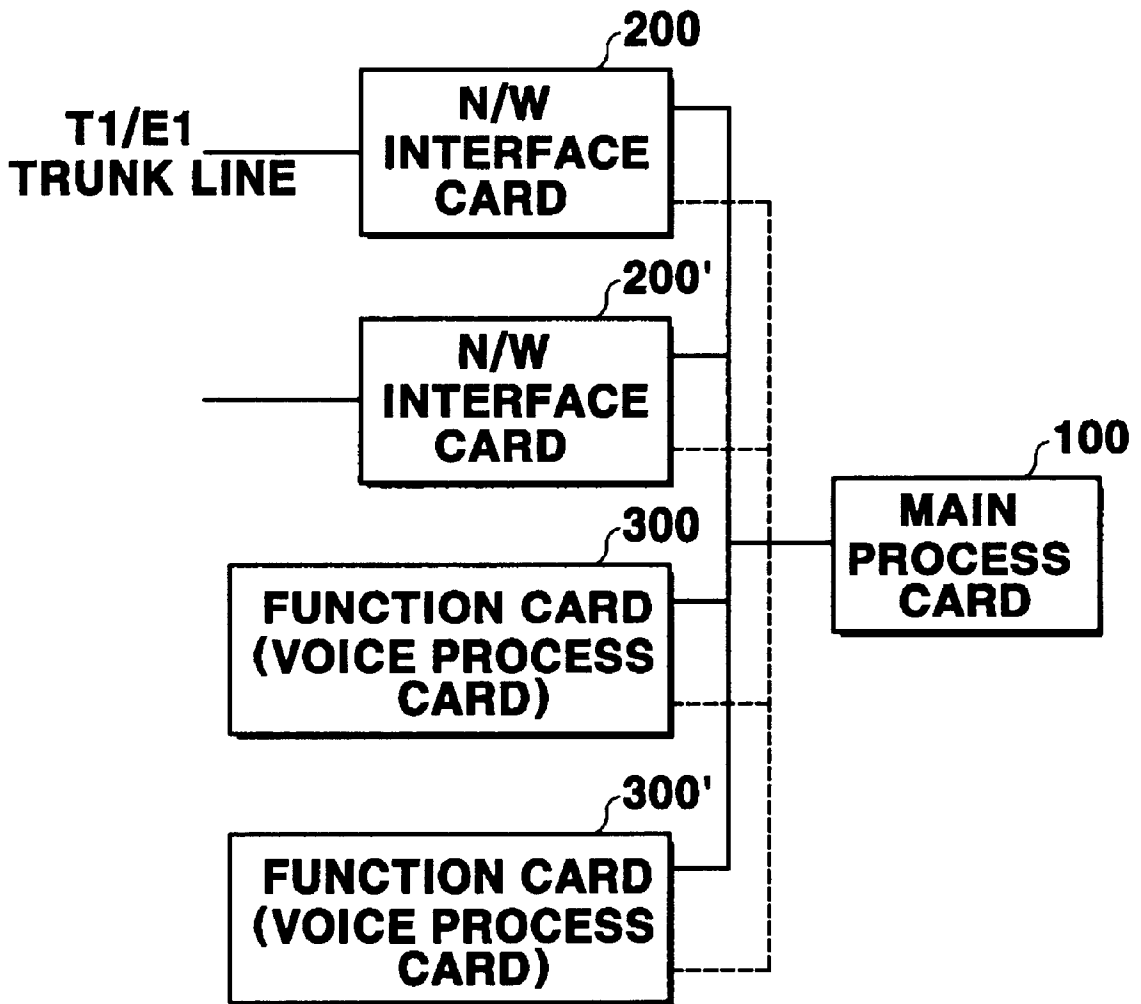 200
N/W
INTERFACE
CARD
T1/E1
TRUNK LINE
200'
N/W
INTERFACE
CARD
100
MAIN
PROCESS
CARD
300
FUNCTION CARD
(VOICE PROCESS
CARD)
300'
FUNCTION CARD
(VOICE PROCESS
CARD)